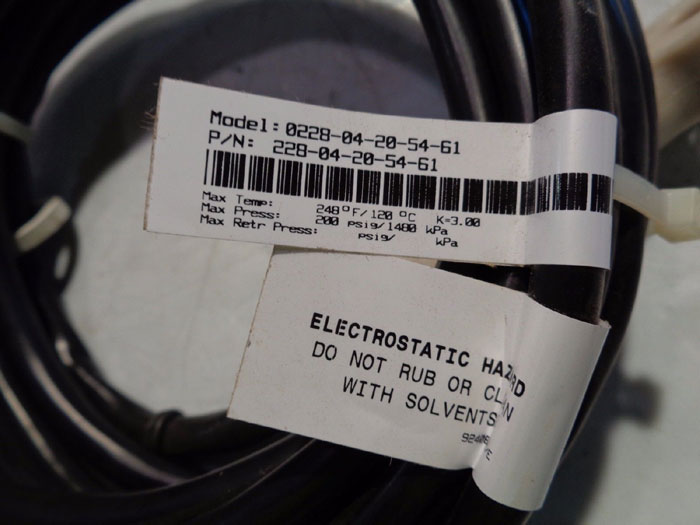 Model: 0228-04-20-54-61
P/N: 228-04-20-54-61
Max Temp: 248°F/120 °C K=3.00
Max Press: 200 psig/1480 kPa
Max Retr Press: psig/ kPa
ELECTROSTATIC HAZARD
DO NOT RUB OR CLEAN
WITH SOLVENTS